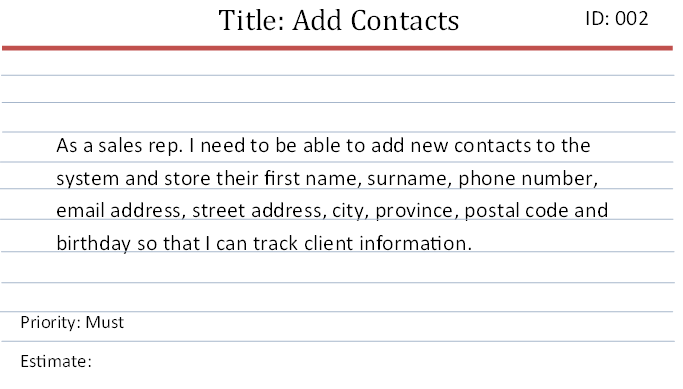 Title: Add Contacts
ID: 002
As a sales rep. I need to be able to add new contacts to the
system and store their first name, surname, phone number,
email address, street address, city, province, postal code and
birthday so that I can track client information.
Priority: Must
Estimate: